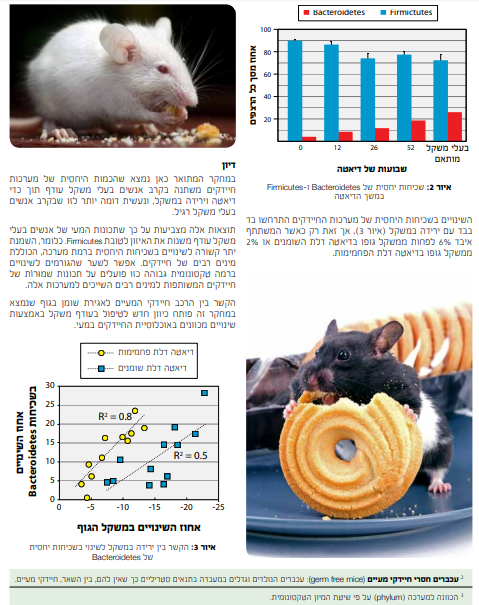 Bacteroidetes Firmictutes
אחוז מסך כל הרצפים
100
80
60
40
20
0 12 26 52 בעלי משקל
מותאם
שבועות של דיאטה
איור 2: שכיחות יחסית של Bacteroidetes ו-Firmicutes
במשך הדיאטה
השינויים בשכיחות היחסית של מערכות החיידקים התרחשו בד
בבד עם ירידה במשקל (איור 3), אך זאת רק כאשר המשתתף
איבד 6% לפחות ממשקל גופו בדיאטה דלת השומנים או 2%
ממשקל גופו בדיאטה דלת הפחמימות.
דיון
במחקר המתואר כאן נמצא שהכמות היחסית של מערכות
חיידקים משתנה בקרב אנשים בעלי משקל עודף תוך כדי
דיאטה וירידה במשקל, ונעשית דומה יותר לזו שבקרב אנשים
בעלי משקל רגיל.
תוצאות אלה מצביעות על כך שתכונות המעי של אנשים בעלי
משקל עודף משנות את האיזון לטובת Firmicutes. כלומר, השמנת
יתר קשורה לשינויים בשכיחות היחסית ברמת מערכה, הכוללת
מינים רבים של חיידקים. אפשר לשער שהגורמים לשינויים
ברמה טקסונומית גבוהה כזו פועלים על תכונות שמורות של
חיידקים המשותפות למינים רבים השייכים למערכות אלה.
הקשר בין הרכב חיידקי המעיים לאגירת שומן בגוף שנמצא
במחקר זה פותח כיוון חדש לטיפול בעודף משקל באמצעות
שינויים מכוונים באוכלוסיית החיידקים במעי.
דיאטה דלת פחמימות
דיאטה דלת שומנים
אחוז השינויים
בשכיחות Bacteroidetes
30
25
20
15
10
5
0
R² = 0.8
R² = 0.5
0 -5 -10 -15 -20 -25
אחוז השינויים במשקל הגוף
איור 3: הקשר בין ירידה במשקל לשינוי בשכיחות יחסית
של Bacteroidetes
² עכברים חסרי חיידקי מעיים (germ free mice): עכברים הנולדים וגדלים במעבדה בתנאים סטריליים כך שאין להם, בין השאר, חיידקי מעיים.
³ הכוונה למערכה (phylum) על פי שיטת המיון הטקסונומית.